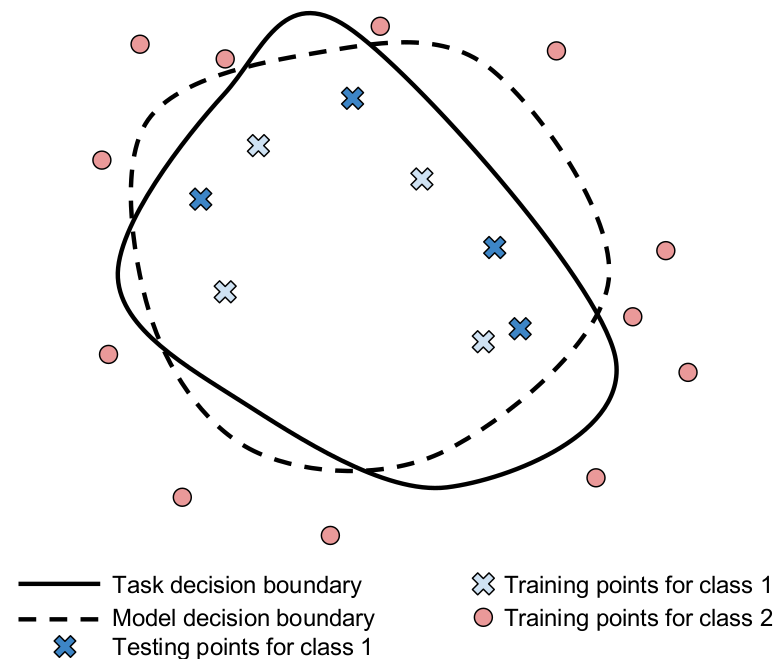 Task decision boundary
Model decision boundary
Testing points for class 1
Training points for class 1
Training points for class 2